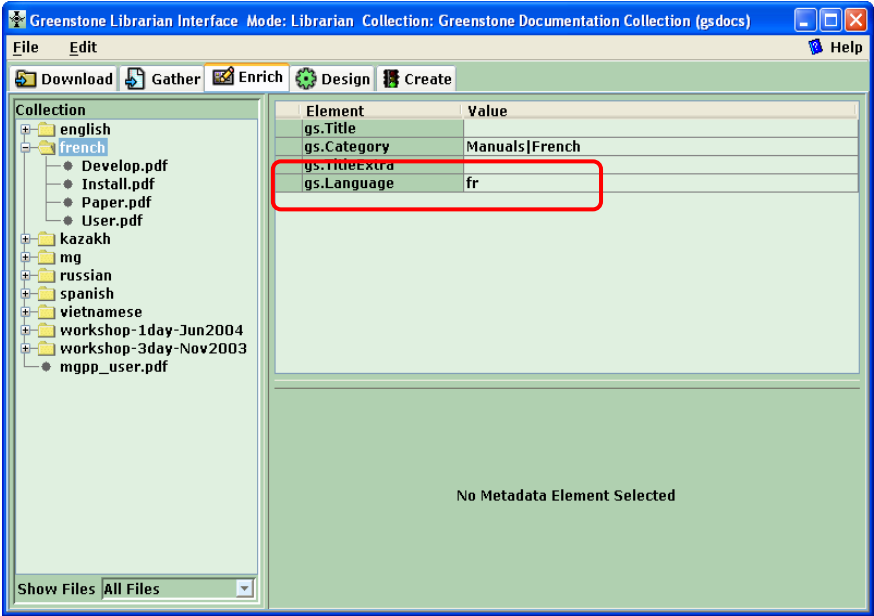 Greenstone Librarian Interface  Mode: Librarian  Collection: Greenstone Documentation Collection (gsdocs)
File Edit Help
Download Gather Enrich Design Create
Collection
english
french
Develop.pdf
Install.pdf
Paper.pdf
User.pdf
kazakh
mg
russian
spanish
vietnamese
workshop-1day-Jun2004
workshop-3day-Nov2003
mgpp_user.pdf
Show Files All Files
Element Value
gs.Title
gs.Category Manuals|French
gs.TitleExtra
gs.Language fr
No Metadata Element Selected